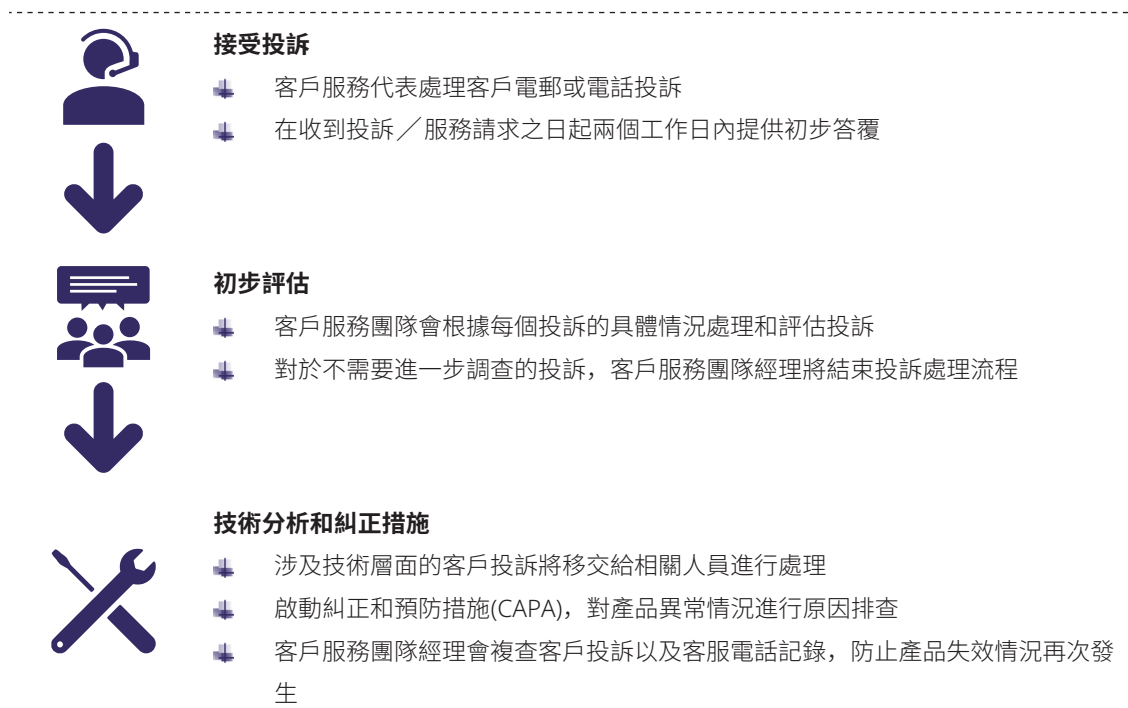 接受投訴
客戶服務代表處理客戶電郵或電話投訴
在收到投訴／服務請求之日起兩個工作日內提供初步答覆
初步評估
客戶服務團隊會根據每個投訴的具體情況處理和評估投訴
對於不需要進一步調查的投訴，客戶服務團隊經理將結束投訴處理流程
技術分析和糾正措施
涉及技術層面的客戶投訴將移交給相關人員進行處理
啟動糾正和預防措施(CAPA)，對產品異常情況進行原因排查
客戶服務團隊經理會複查客戶投訴以及客服電話記錄，防止產品失效情況再次發
生